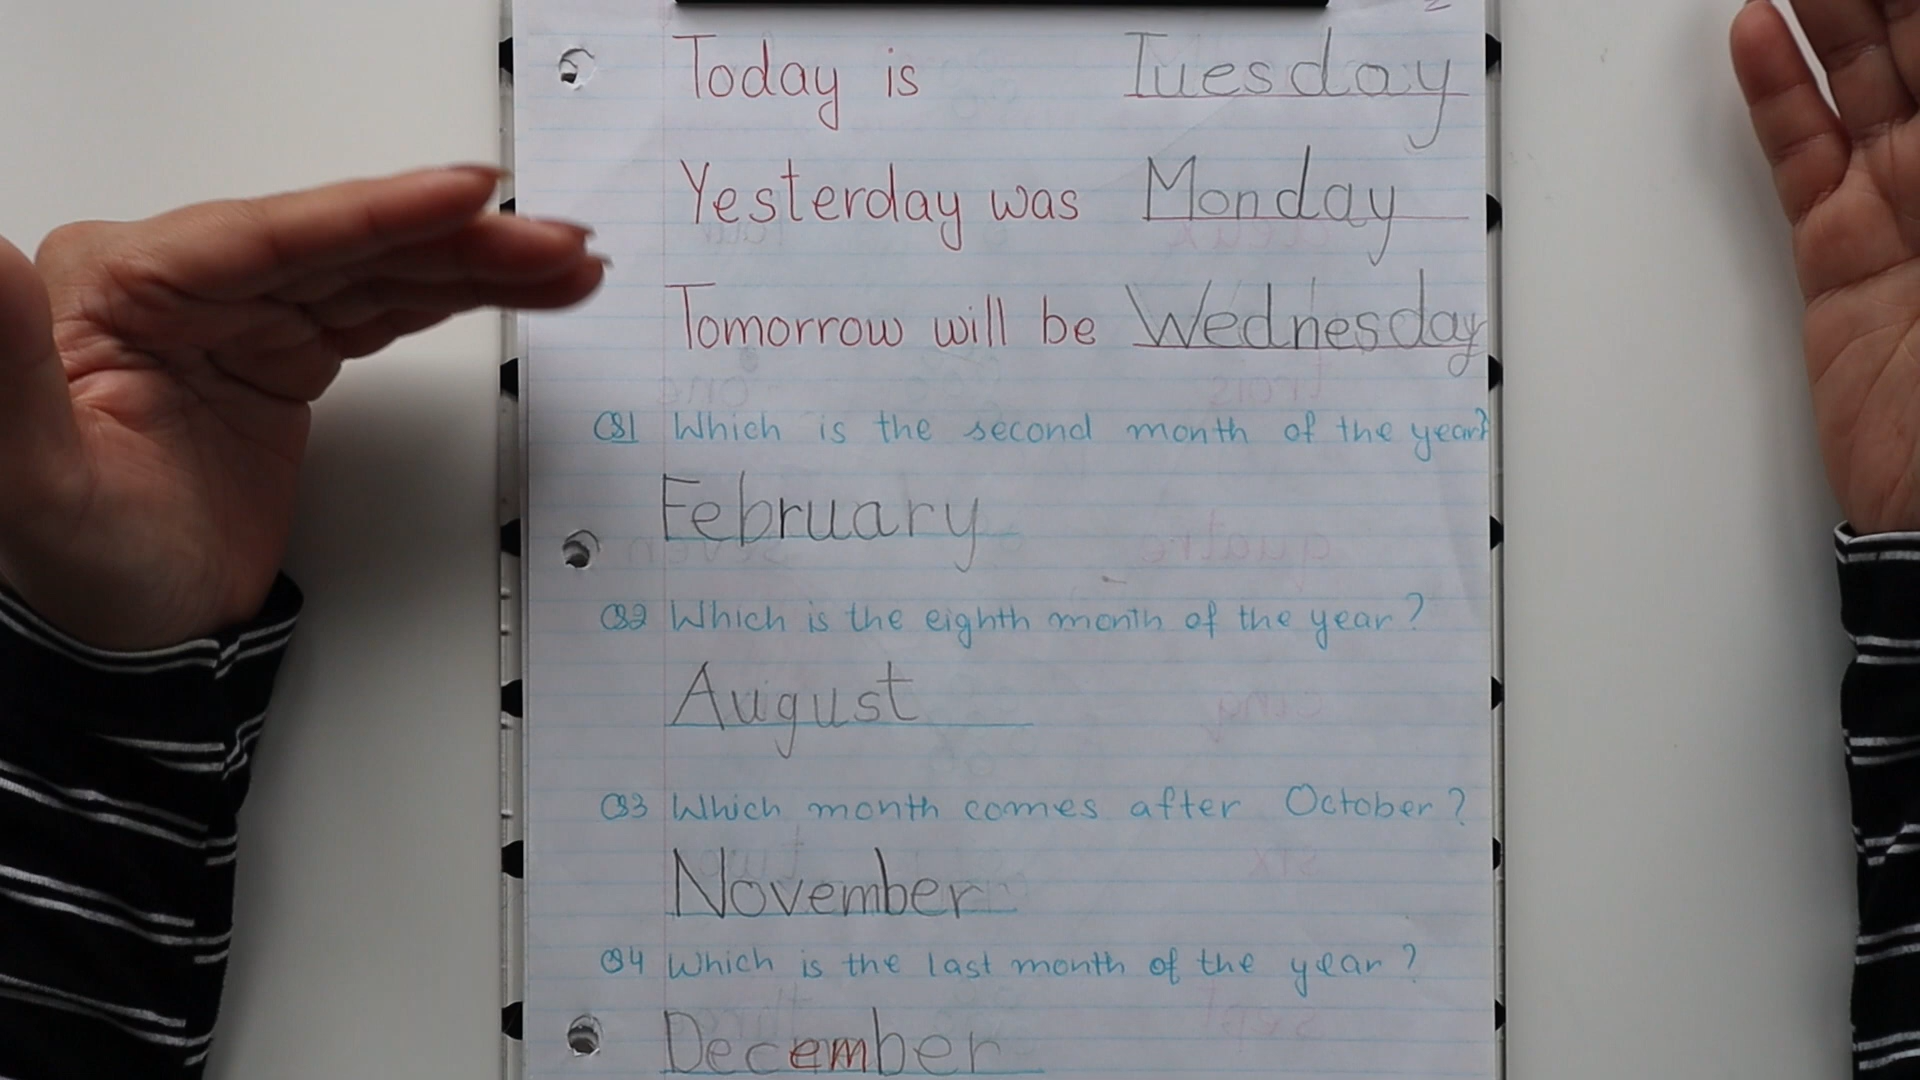 Today is Tuesday
Yesterday was Monday
Tomorrow will be Wednesday
Q1 Which is the second month of the year?
February
Q2 Which is the eighth month of the year?
August
Q3 Which month comes after October?
November
Q4 Which is the last month of the year?
December